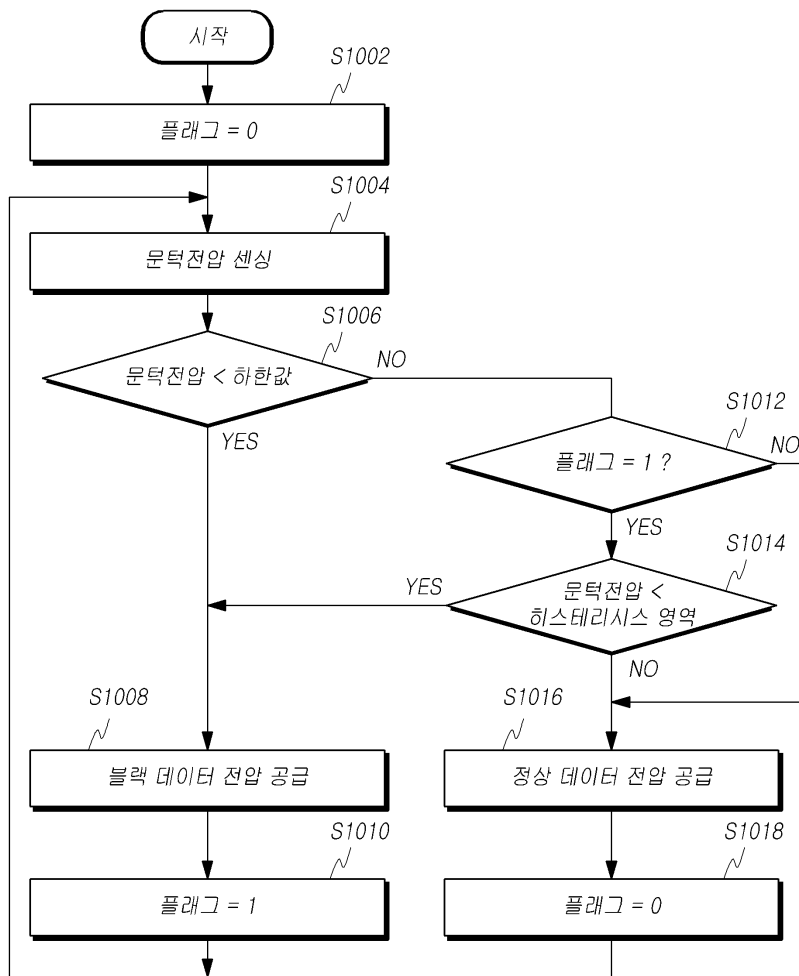 시작
S1002
플래그 = 0
S1004
문턱전압 센싱
S1006
문턱전압 < 하한값
NO
YES
S1012
플래그 = 1 ?
NO
YES
S1014
문턱전압 <
히스테리시스 영역
YES
NO
S1008
블랙 데이터 전압 공급
S1016
정상 데이터 전압 공급
S1010
플래그 = 1
S1018
플래그 = 0